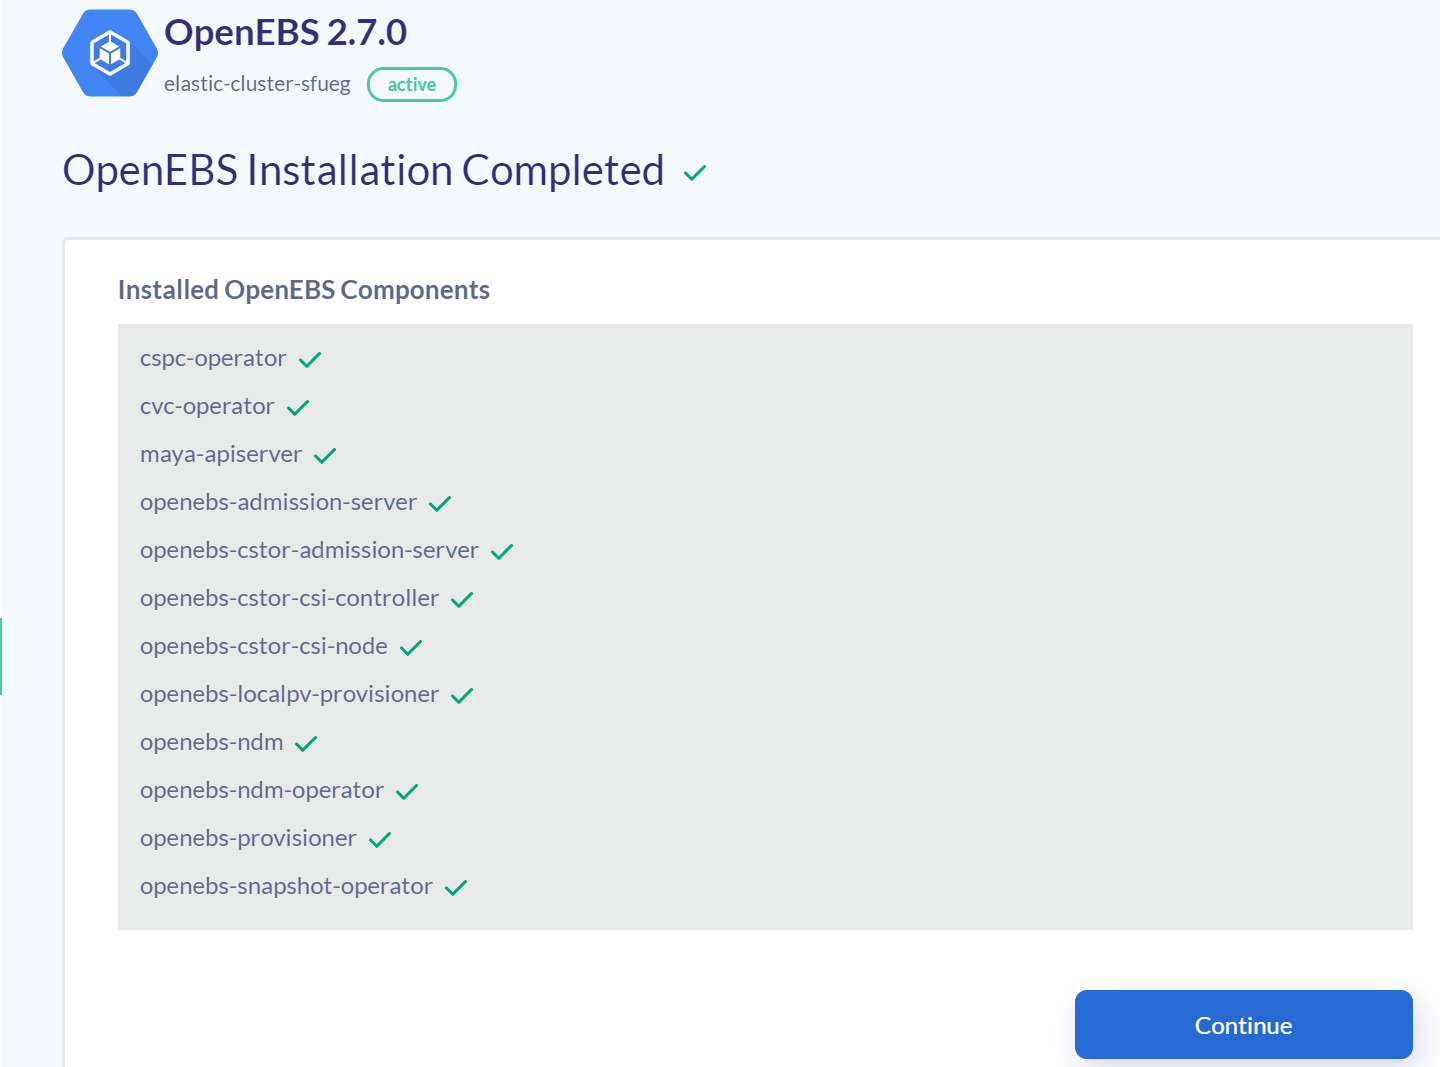 OpenEBS 2.7.0
elastic-cluster-sfueg active
OpenEBS Installation Completed
Installed OpenEBS Components
cspc-operator
cvc-operator
maya-apiserver
openebs-admission-server
openebs-cstor-admission-server
openebs-cstor-csi-controller
openebs-cstor-csi-node
openebs-localpv-provisioner
openebs-ndm
openebs-ndm-operator
openebs-provisioner
openebs-snapshot-operator
Continue